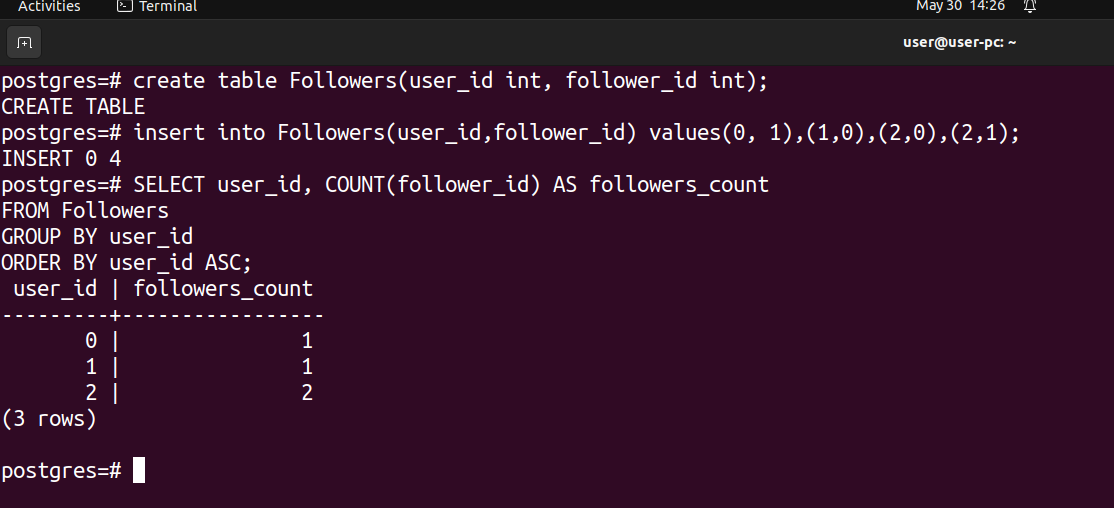 Activities Terminal May 30 14:26
user@user-pc: ~
postgres=# create table Followers(user_id int, follower_id int);
CREATE TABLE
postgres=# insert into Followers(user_id,follower_id) values(0, 1),(1,0),(2,0),(2,1);
INSERT 0 4
postgres=# SELECT user_id, COUNT(follower_id) AS followers_count
FROM Followers
GROUP BY user_id
ORDER BY user_id ASC;
 user_id | followers_count
---------+-----------------
       0 |               1
       1 |               1
       2 |               2
(3 rows)
postgres=#